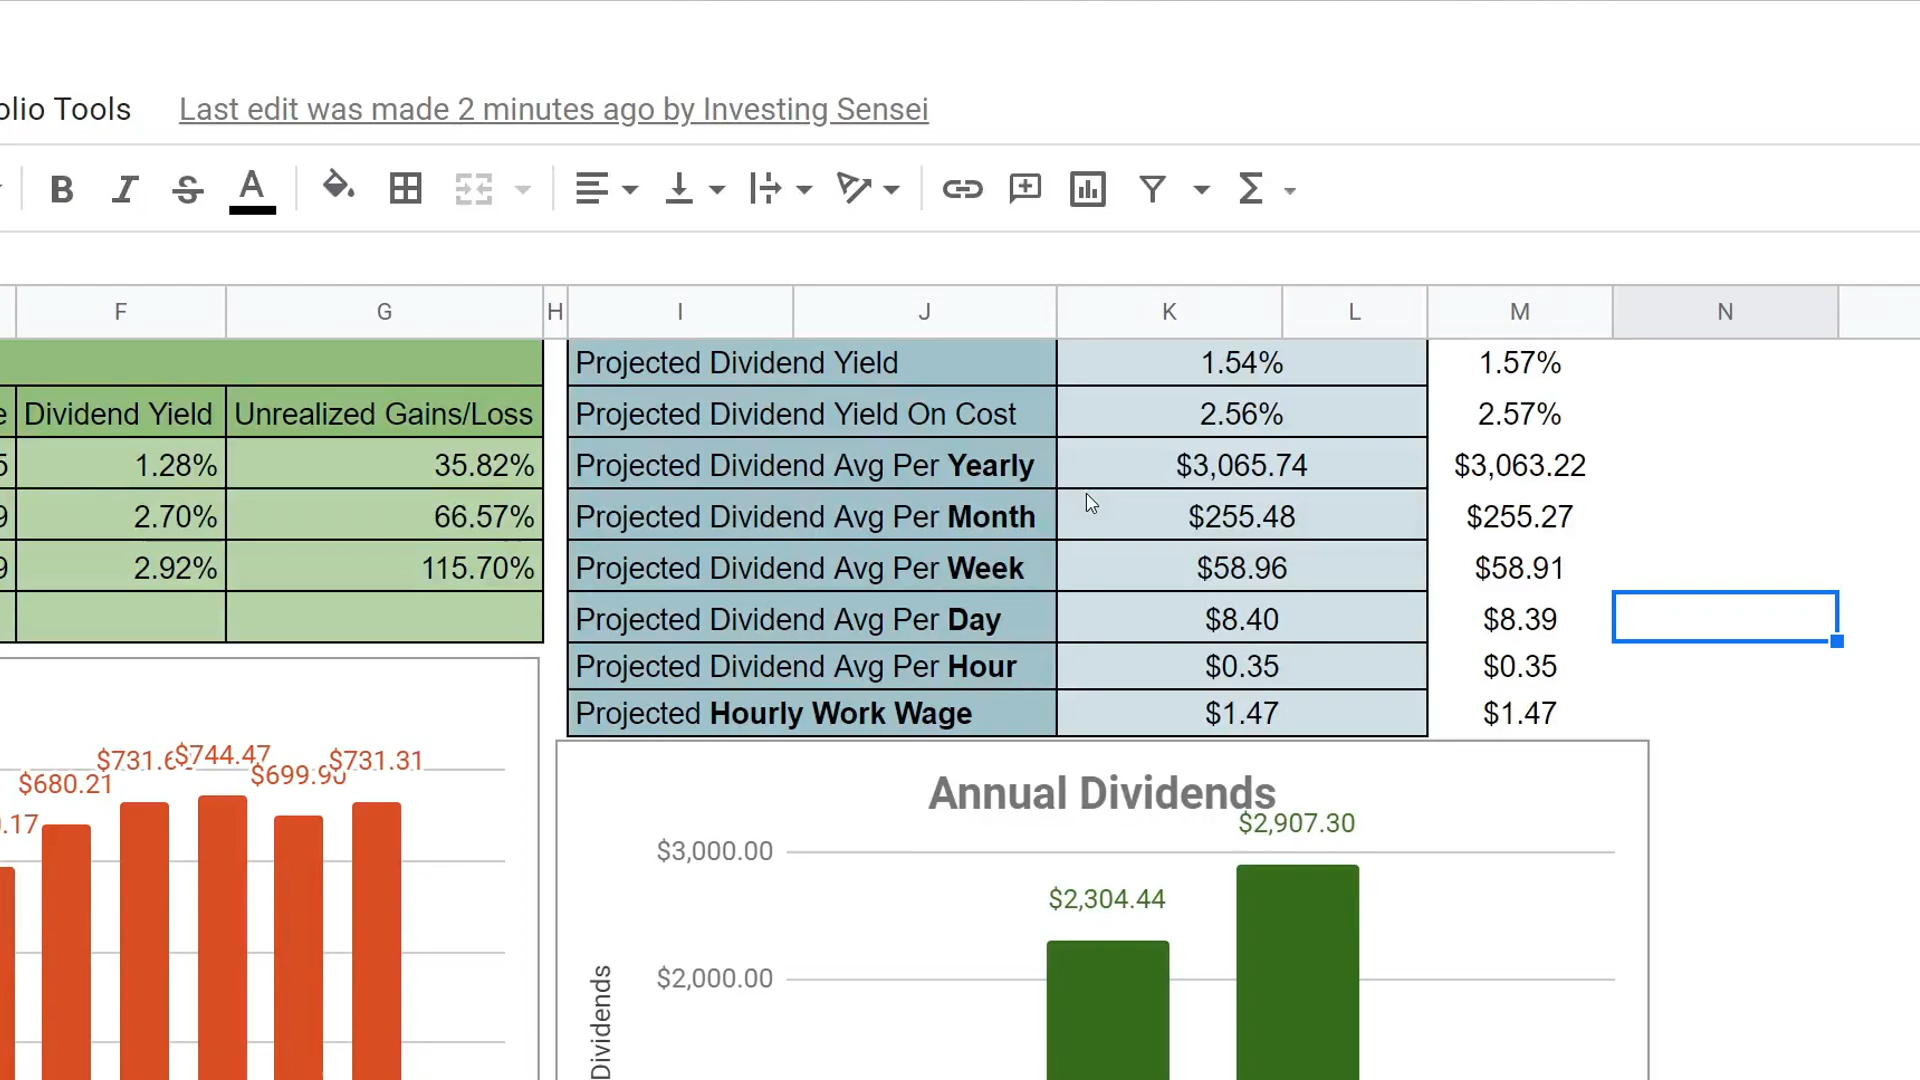 olio Tools Last edit was made 2 minutes ago by Investing Sensei
B I S A Σ
F G H I J K L M N
Projected Dividend Yield 1.54% 1.57%
e Dividend Yield Unrealized Gains/Loss Projected Dividend Yield On Cost 2.56% 2.57%
5 1.28% 35.82% Projected Dividend Avg Per Yearly $3,065.74 $3,063.22
9 2.70% 66.57% Projected Dividend Avg Per Month $255.48 $255.27
9 2.92% 115.70% Projected Dividend Avg Per Week $58.96 $58.91
Projected Dividend Avg Per Day $8.40 $8.39
Projected Dividend Avg Per Hour $0.35 $0.35
Projected Hourly Work Wage $1.47 $1.47
.17 $680.21 $744.47 $731.31
Annual Dividends
$2,907.30
$3,000.00
$2,304.44
$2,000.00
Dividends